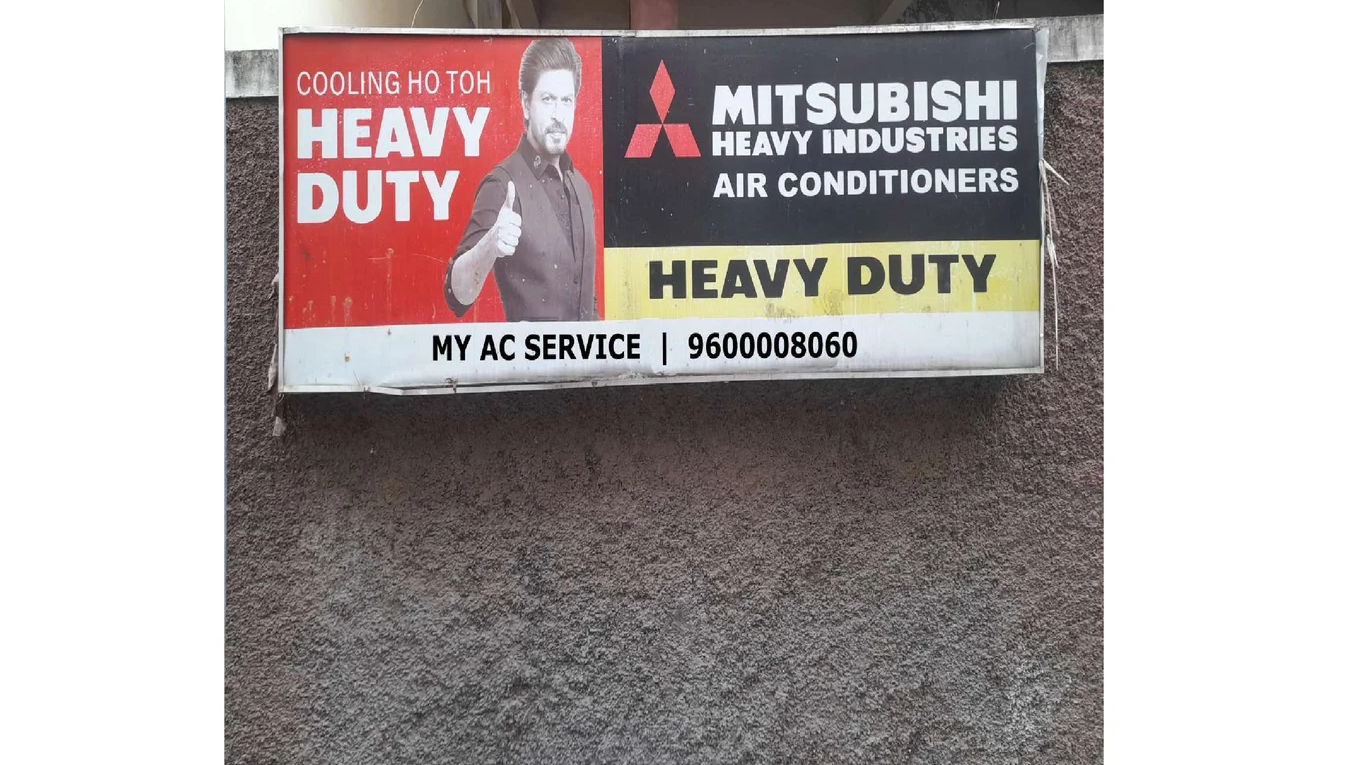 COOLING HO TOH
HEAVY
DUTY
MITSUBISHI
HEAVY INDUSTRIES
AIR CONDITIONERS
HEAVY DUTY
MY AC SERVICE | 9600008060